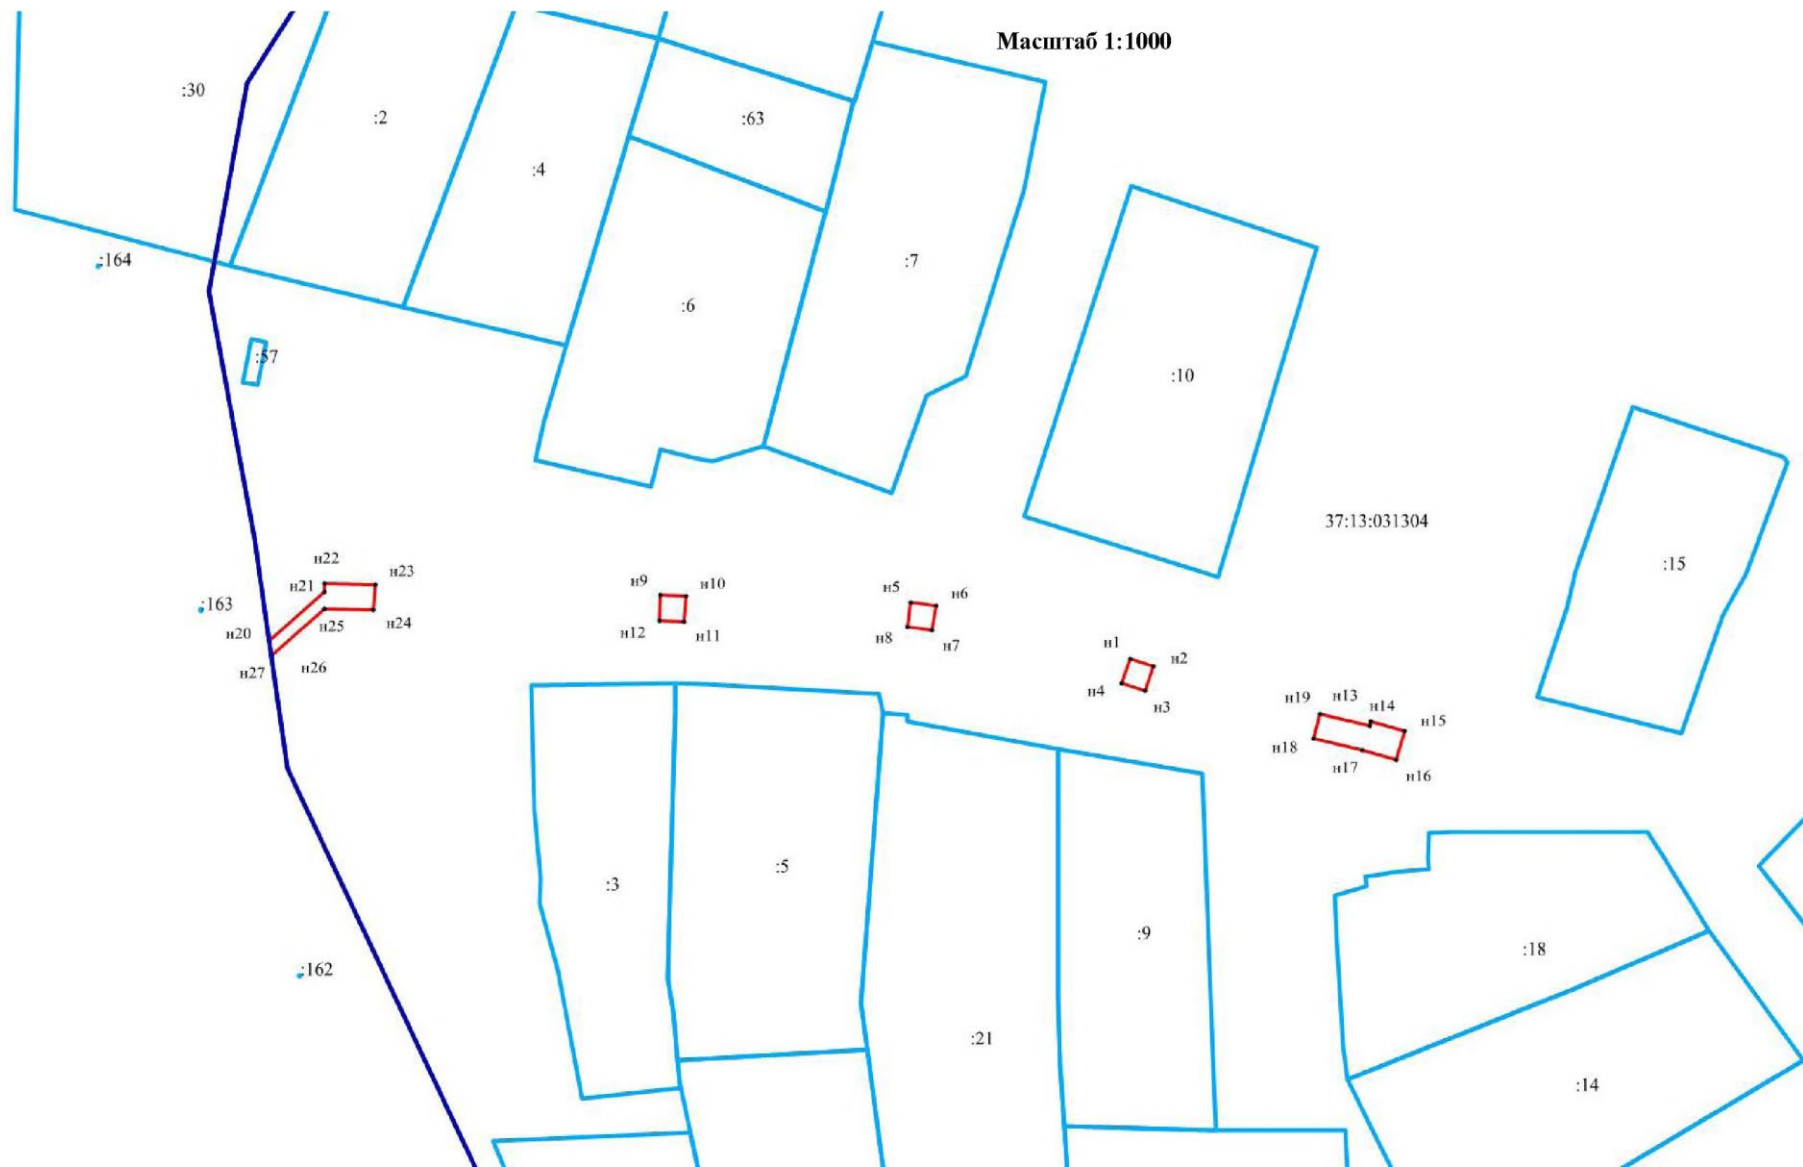 Масштаб 1:1000
:30
:2
:63
:4
:164
:7
:6
:57
:10
37:13:031304
:15
н22
н23
н21
:163
н20
н25
н24
н27
н26
н9
н10
н12
н11
н5
н6
н8
н7
н1
н2
н4
н3
н19
н13
н14
н15
н18
н17
н16
:3
:5
:9
:18
:162
:21
:14